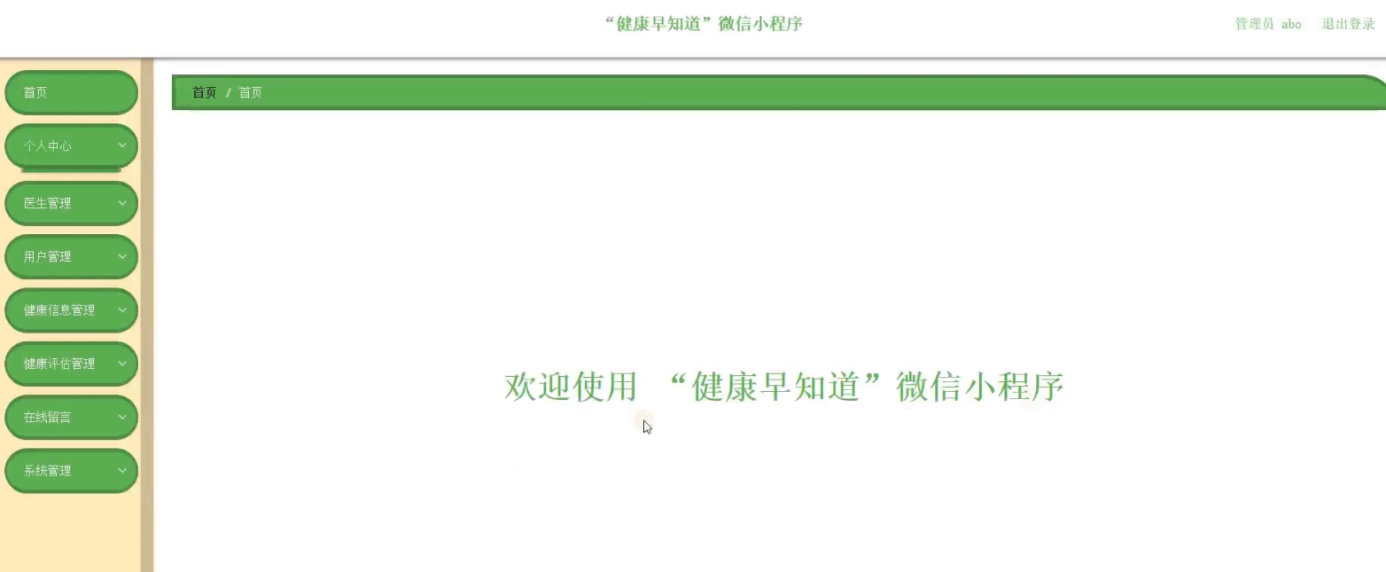 “健康早知道”微信小程序
管理员 abo 退出登录
首页
个人中心
医生管理
用户管理
健康信息管理
健康评估管理
在线留言
系统管理
首页 / 首页
欢迎使用 “健康早知道”微信小程序